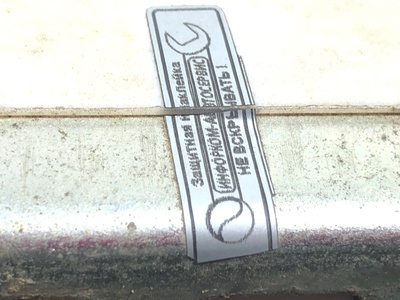 Защитная наклейка
ИНФОРКОМ-АВТОСЕРВИС
НЕ ВСКРЫВАТЬ!